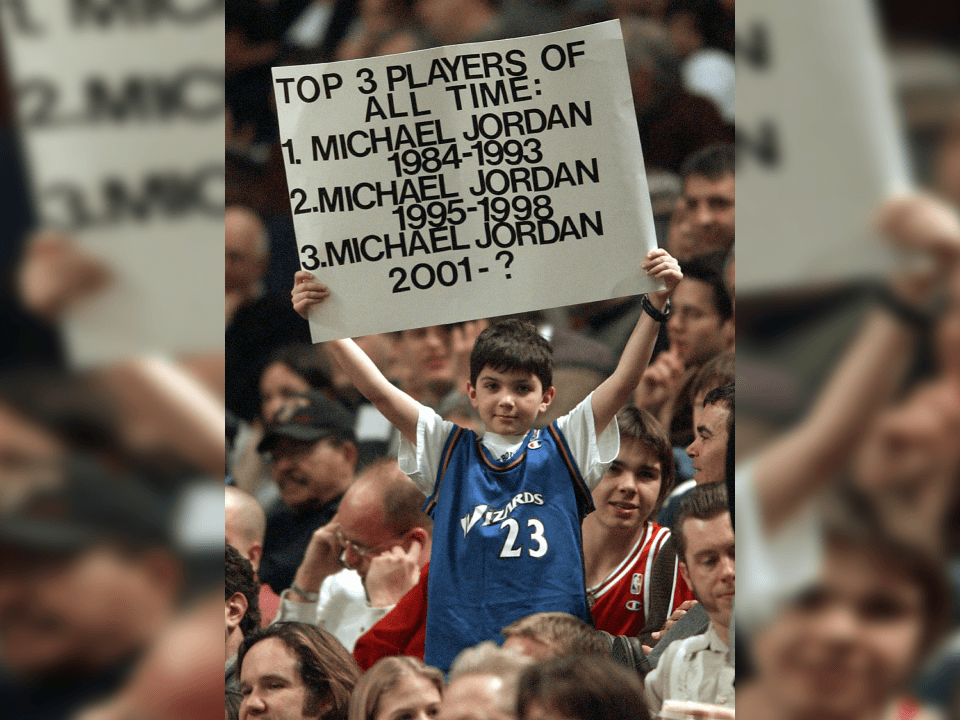 TOP 3 PLAYERS OF
ALL TIME:
1. MICHAEL JORDAN
1984-1993
2.MICHAEL JORDAN
1995-1998
3.MICHAEL JORDAN
2001-?
WIZARDS
23